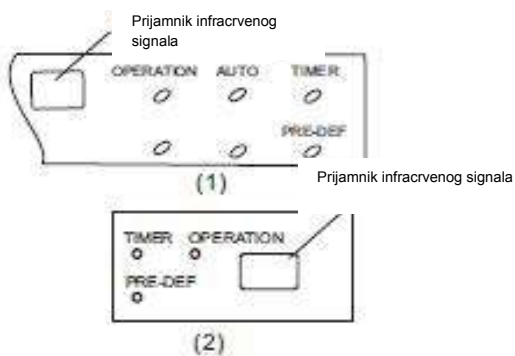 Prijamnik infracrvenog
signala
OPERATION AUTO TIMER
PRE-DEF
(1)
Prijamnik infracrvenog signala
TIMER OPERATION
PRE-DEF
(2)